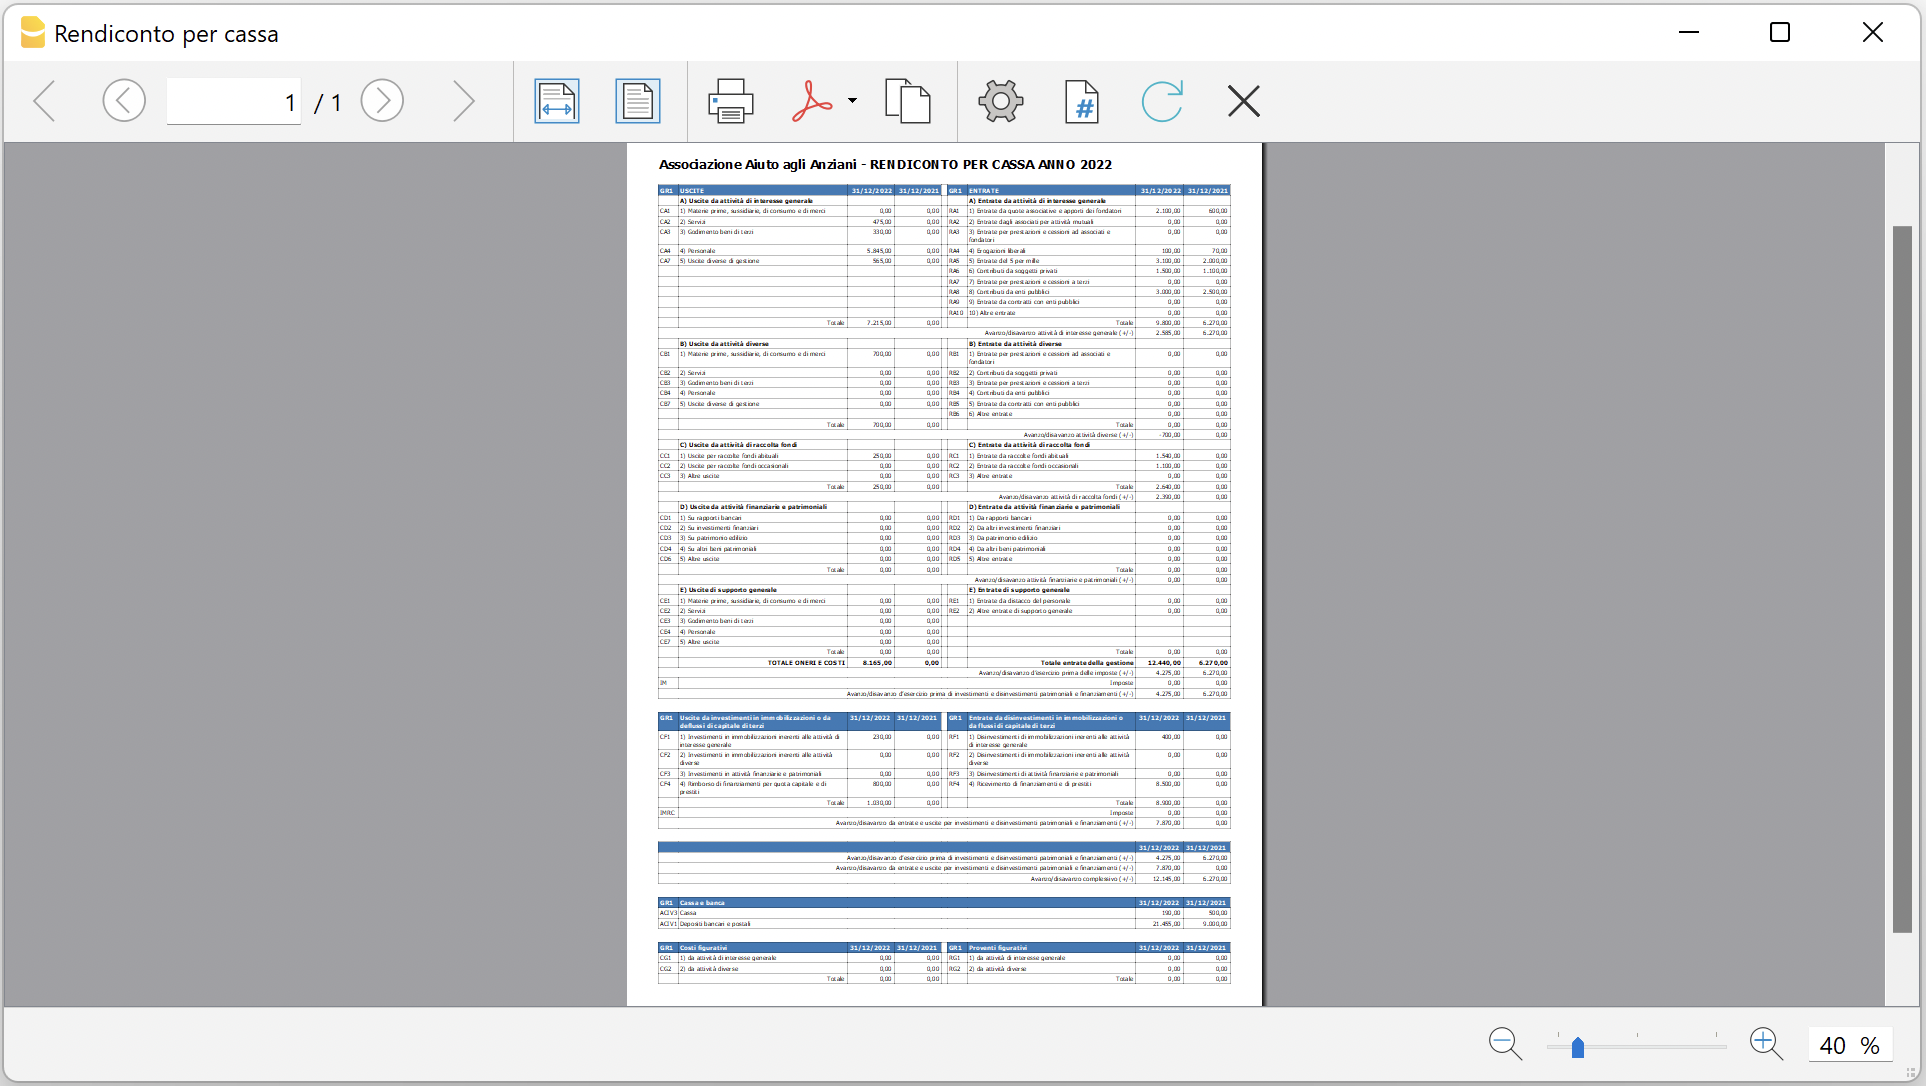 Rendiconto per cassa
1 / 1
Associazione Aiuto agli Anziani - RENDICONTO PER CASSA ANNO 2022
GR1 USCITE 31/12/2022 31/12/2021 GR1 ENTRATE 31/12/2022 31/12/2021
A) Uscite da attività di interesse generale A) Entrate da attività di interesse generale
CA1 1) Materie prime, sussidiarie, di consumo e di merci 0,00 0,00 RA1 1) Entrate da quote associative e apporti dei fondatori 2.100,00 600,00
CA2 2) Servizi 475,00 0,00 RA2 2) Entrate dagli associati per attività mutuali 0,00 0,00
CA3 3) Godimento beni di terzi 330,00 0,00 RA3 3) Entrate per prestazioni e cessioni ad associati e 0,00 0,00
fondatori
CA4 4) Personale 5.845,00 0,00 RA4 4) Erogazioni liberali 100,00 70,00
CA7 5) Uscite diverse di gestione 565,00 0,00 RA5 5) Entrate del 5 per mille 3.100,00 2.000,00
RA6 6) Contributi da soggetti privati 1.500,00 1.100,00
RA7 7) Entrate per prestazioni e cessioni a terzi 0,00 0,00
RA8 8) Contributi da enti pubblici 3.000,00 2.500,00
RA9 9) Entrate da contratti con enti pubblici 0,00 0,00
RA10 10) Altre entrate 0,00 0,00
Totale 7.215,00 0,00 Totale 9.800,00 6.270,00
Avanzo/disavanzo attività di interesse generale (+/-) 2.585,00 6.270,00
B) Uscite da attività diverse B) Entrate da attività diverse
CB1 1) Materie prime, sussidiarie, di consumo e di merci 700,00 0,00 RB1 1) Entrate per prestazioni e cessioni ad associati e 0,00 0,00
fondatori
CB2 2) Servizi 0,00 0,00 RB2 2) Contributi da soggetti privati 0,00 0,00
CB3 3) Godimento beni di terzi 0,00 0,00 RB3 3) Entrate per prestazioni e cessioni a terzi 0,00 0,00
CB4 4) Personale 0,00 0,00 RB4 4) Contributi da enti pubblici 0,00 0,00
CB7 5) Uscite diverse di gestione 0,00 0,00 RB5 5) Entrate da contratti con enti pubblici 0,00 0,00
RB6 6) Altre entrate 0,00 0,00
Totale 700,00 0,00 Totale 0,00 0,00
Avanzo/disavanzo attività diverse (+/-) -700,00 0,00
C) Uscite da attività di raccolta fondi C) Entrate da attività di raccolta fondi
CC1 1) Uscite per raccolte fondi abituali 250,00 0,00 RC1 1) Entrate da raccolte fondi abituali 1.540,00 0,00
CC2 2) Uscite per raccolte fondi occasionali 0,00 0,00 RC2 2) Entrate da raccolte fondi occasionali 1.100,00 0,00
CC3 3) Altre uscite 0,00 0,00 RC3 3) Altre entrate 0,00 0,00
Totale 250,00 0,00 Totale 2.640,00 0,00
Avanzo/disavanzo attività di raccolta fondi (+/-) 2.390,00 0,00
D) Uscite da attività finanziarie e patrimoniali D) Entrate da attività finanziarie e patrimoniali
CD1 1) Su rapporti bancari 0,00 0,00 RD1 1) Da rapporti bancari 0,00 0,00
CD2 2) Su investimenti finanziari 0,00 0,00 RD2 2) Da altri investimenti finanziari 0,00 0,00
CD3 3) Su patrimonio edilizio 0,00 0,00 RD3 3) Da patrimonio edilizio 0,00 0,00
CD4 4) Su altri beni patrimoniali 0,00 0,00 RD4 4) Da altri beni patrimoniali 0,00 0,00
CD6 5) Altre uscite 0,00 0,00 RD5 5) Altre entrate 0,00 0,00
Totale 0,00 0,00 Totale 0,00 0,00
Avanzo/disavanzo attività finanziarie e patrimoniali (+/-) 0,00 0,00
E) Uscite di supporto generale E) Entrate di supporto generale
CE1 1) Materie prime, sussidiarie, di consumo e di merci 0,00 0,00 RE1 1) Entrate da distacco del personale 0,00 0,00
CE2 2) Servizi 0,00 0,00 RE2 2) Altre entrate di supporto generale 0,00 0,00
CE3 3) Godimento beni di terzi 0,00 0,00
CE4 4) Personale 0,00 0,00
CE7 5) Altre uscite 0,00 0,00
Totale 0,00 0,00 Totale 0,00 0,00
TOTALE ONERI E COSTI 8.165,00 0,00 Totale entrate della gestione 12.440,00 6.270,00
Avanzo/disavanzo d'esercizio prima delle imposte (+/-) 4.275,00 6.270,00
IM Imposte 0,00 0,00
Avanzo/disavanzo d'esercizio prima di investimenti e disinvestimenti patrimoniali e finanziamenti (+/-) 4.275,00 6.270,00
GR1 Uscite da investimenti in immobilizzazioni o da 31/12/2022 31/12/2021 GR1 Entrate da disinvestimenti in immobilizzazioni o 31/12/2022 31/12/2021
deflussi di capitale di terzi da flussi di capitale di terzi
CF1 1) Investimenti in immobilizzazioni inerenti alle attività di 230,00 0,00 RF1 1) Disinvestimenti di immobilizzazioni inerenti alle attività 400,00 0,00
interesse generale di interesse generale
CF2 2) Investimenti in immobilizzazioni inerenti alle attività 0,00 0,00 RF2 2) Disinvestimenti di immobilizzazioni inerenti alle attività 0,00 0,00
diverse diverse
CF3 3) Investimenti in attività finanziarie e patrimoniali 0,00 0,00 RF3 3) Disinvestimenti di attività finanziarie e patrimoniali 0,00 0,00
CF4 4) Rimborso di finanziamenti per quota capitale e di 800,00 0,00 RF4 4) Ricevimento di finanziamenti e di prestiti 8.500,00 0,00
prestiti
Totale 1.030,00 0,00 Totale 8.900,00 0,00
IMRC Imposte 0,00 0,00
Avanzo/disavanzo da entrate e uscite per investimenti e disinvestimenti patrimoniali e finanziamenti (+/-) 7.870,00 0,00
31/12/2022 31/12/2021
Avanzo/disavanzo d'esercizio prima di investimenti e disinvestimenti patrimoniali e finanziamenti (+/-) 4.275,00 6.270,00
Avanzo/disavanzo da entrate e uscite per investimenti e disinvestimenti patrimoniali e finanziamenti (+/-) 7.870,00 0,00
Avanzo/disavanzo complessivo (+/-) 12.145,00 6.270,00
GR1 Cassa e banca 31/12/2022 31/12/2021
ACIV3 Cassa 190,00 500,00
ACIV1 Depositi bancari e postali 21.455,00 9.000,00
GR1 Costi figurativi 31/12/2022 31/12/2021 GR1 Proventi figurativi 31/12/2022 31/12/2021
CG1 1) da attività di interesse generale 0,00 0,00 RG1 1) da attività di interesse generale 0,00 0,00
CG2 2) da attività diverse 0,00 0,00 RG2 2) da attività diverse 0,00 0,00
Totale 0,00 0,00 Totale 0,00 0,00
40 %